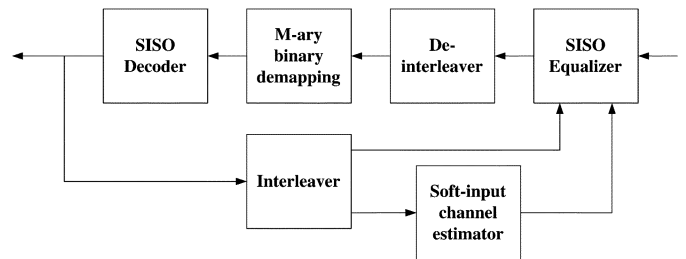 SISO
Decoder
M-ary
binary
demapping
De-
interleaver
SISO
Equalizer
Interleaver
Soft-input
channel
estimator